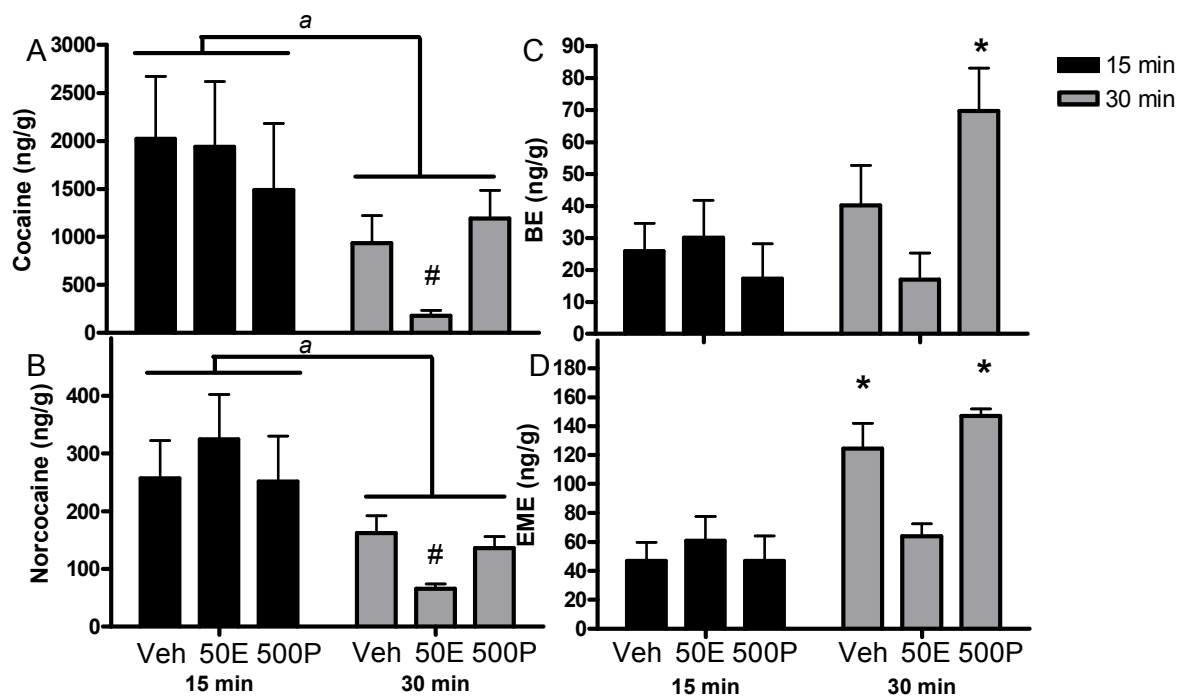 A
a
3000
2500
2000
1500
1000
500
0
Cocaine (ng/g)
#
B
a
400
300
200
100
0
Norcocaine (ng/g)
#
Veh 50E 500P
15 min
Veh 50E 500P
30 min
C
90
80
70
60
50
40
30
20
10
0
BE (ng/g)
*
15 min
30 min
D
180
160
140
120
100
80
60
40
20
0
EME (ng/g)
*
*
Veh 50E 500P
15 min
Veh 50E 500P
30 min